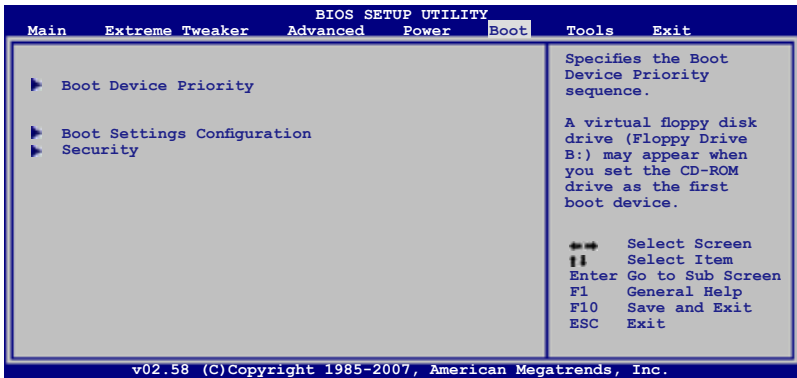 BIOS SETUP UTILITY
Main Extreme Tweaker Advanced Power Boot Tools Exit
Boot Device Priority
Boot Settings Configuration
Security
Specifies the Boot
Device Priority
sequence.
A virtual floppy disk
drive (Floppy Drive
B:) may appear when
you set the CD-ROM
drive as the first
boot device.
←→ Select Screen
↑↓ Select Item
Enter Go to Sub Screen
F1 General Help
F10 Save and Exit
ESC Exit
v02.58 (C)Copyright 1985-2007, American Megatrends, Inc.